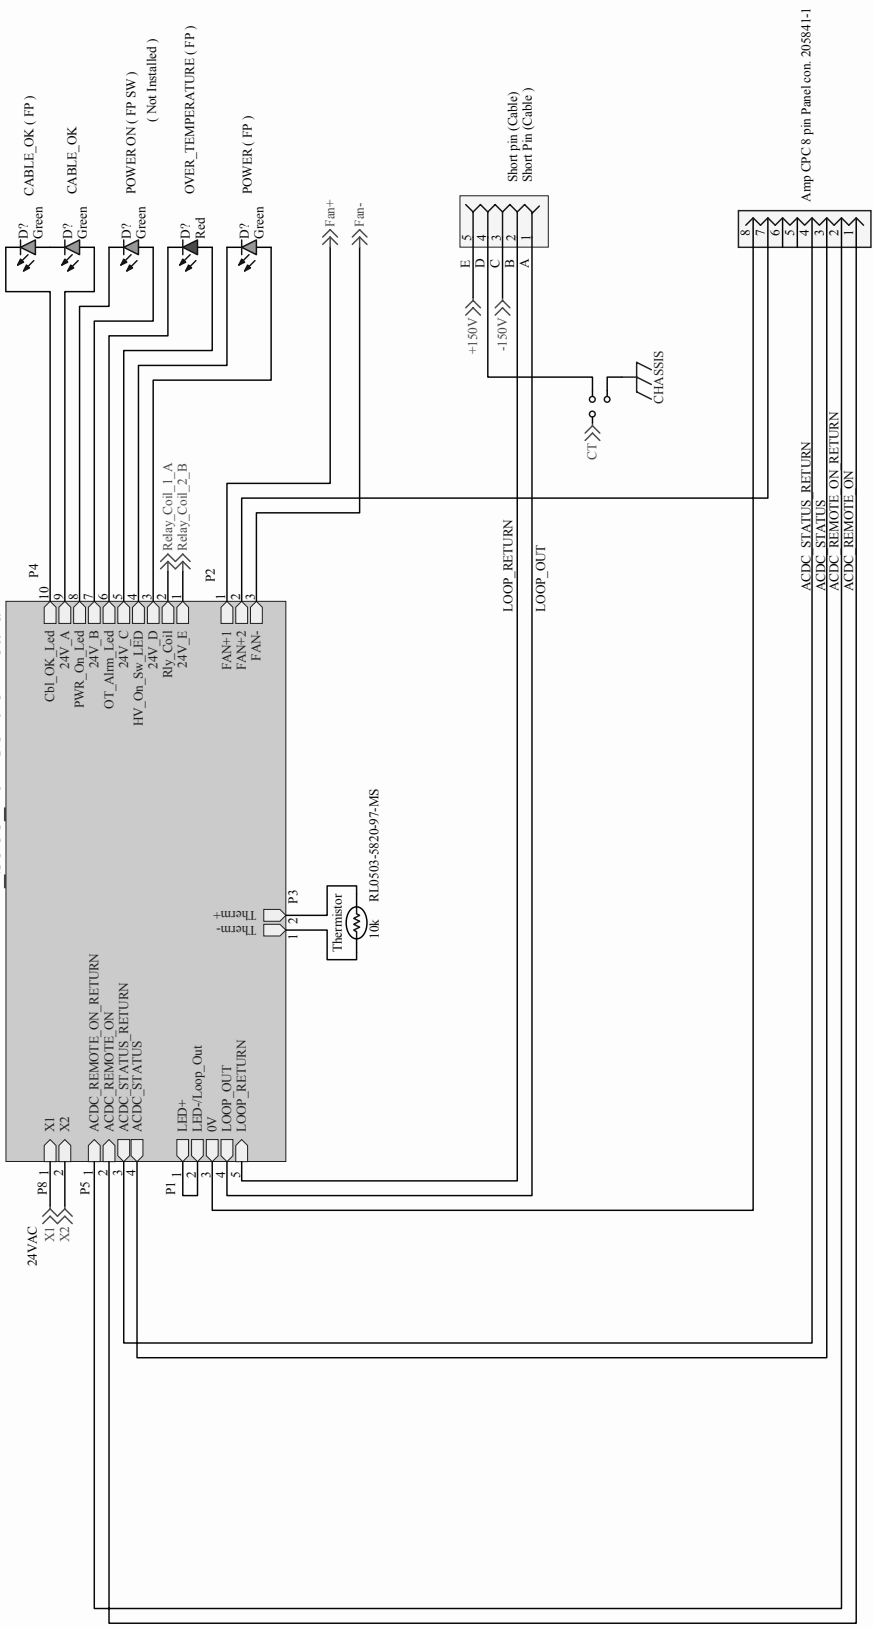 CABLE_OK ( FP )
CABLE_OK
POWER ON ( FP SW )
( Not Installed )
OVER_TEMPERATURE ( FP )
POWER ( FP )
D?
Green
D?
Green
D?
Green
D?
Red
D?
Green
Fan+
Fan-
Short pin (Cable)
Short Pin (Cable )
5
4
3
2
1
E
D
C
B
A
+150V
-150V
CT
CHASSIS
Amp CPC 8 pin Panel con. 205841-1
8
7
6
5
4
3
2
1
ACDC_STATUS_RETURN
ACDC_STATUS
ACDC_REMOTE_ON_RETURN
ACDC_REMOTE_ON
LOOP_RETURN
LOOP_OUT
Relay_Coil_1_A
Relay_Coil_2_B
P4
10
9
8
7
6
5
4
3
2
1
Cbl_OK_Led
24V_A
PWR_On_Led
24V_B
OT_Alrm_Led
24V_C
HV_On_Sw_LED
24V_D
Rly_Coil
24V_E
P2
1
2
3
FAN+1
FAN+2
FAN-
Therm+
Therm-
P3
2
1
Thermistor
10k
RL0503-5820-97-MS
X1
X2
ACDC_REMOTE_ON_RETURN
ACDC_REMOTE_ON
ACDC_STATUS_RETURN
ACDC_STATUS
LED+
LED-/Loop_Out
0V
LOOP_OUT
LOOP_RETURN
P8
1
2
P5
1
2
3
4
P1
1
2
3
4
5
24VAC
X1
X2